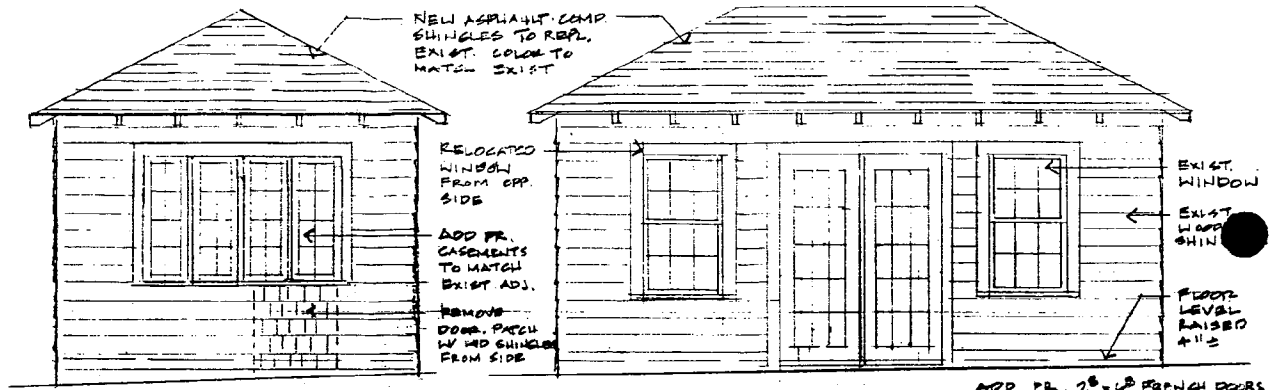 NEW ASPHALT COMP.
SHINGLES TO REPL.
EXIST. COLOR TO
MATCH EXIST
RELOCATED
WINDOW
FROM OPP.
SIDE
ADD PR.
CASEMENTS
TO MATCH
EXIST ADJ.
REMOVE
DOOR. PATCH
W/ WD SHINGLES
FROM SIDE
EXIST.
WINDOW
EXIST.
WOOD
FLOOR
LEVEL
RAISED
4"±
ADD PR. FRENCH DOORS